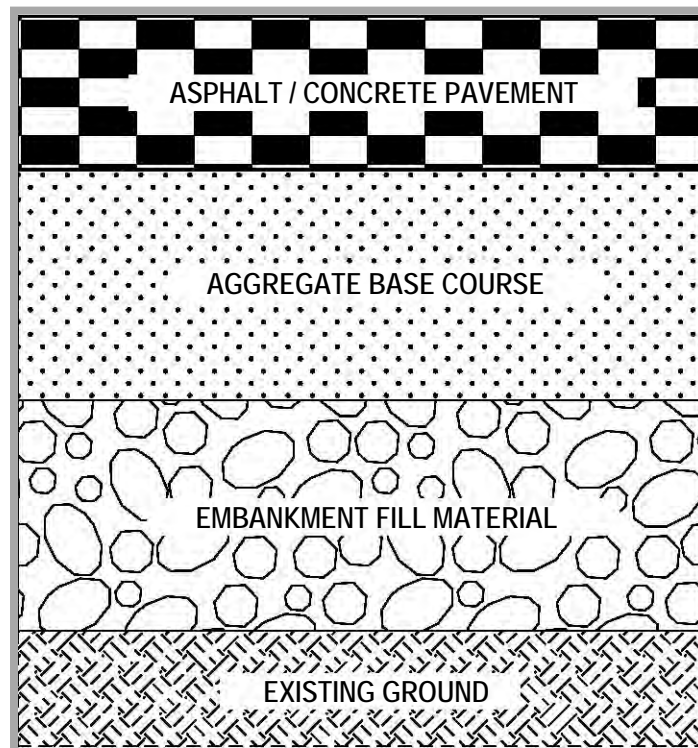 ASPHALT / CONCRETE PAVEMENT
AGGREGATE BASE COURSE
EMBANKMENT FILL MATERIAL
EXISTING GROUND